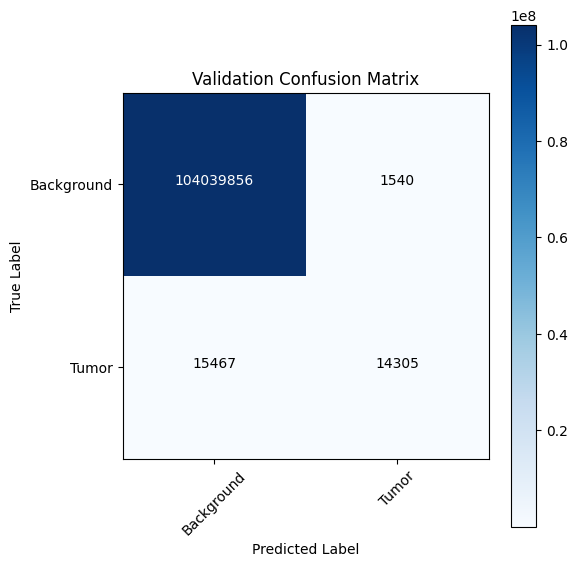 1e8
Validation Confusion Matrix
1.0
0.8
0.6
0.4
0.2
True Label
Background
Tumor
104039856
1540
15467
14305
Background
Tumor
Predicted Label